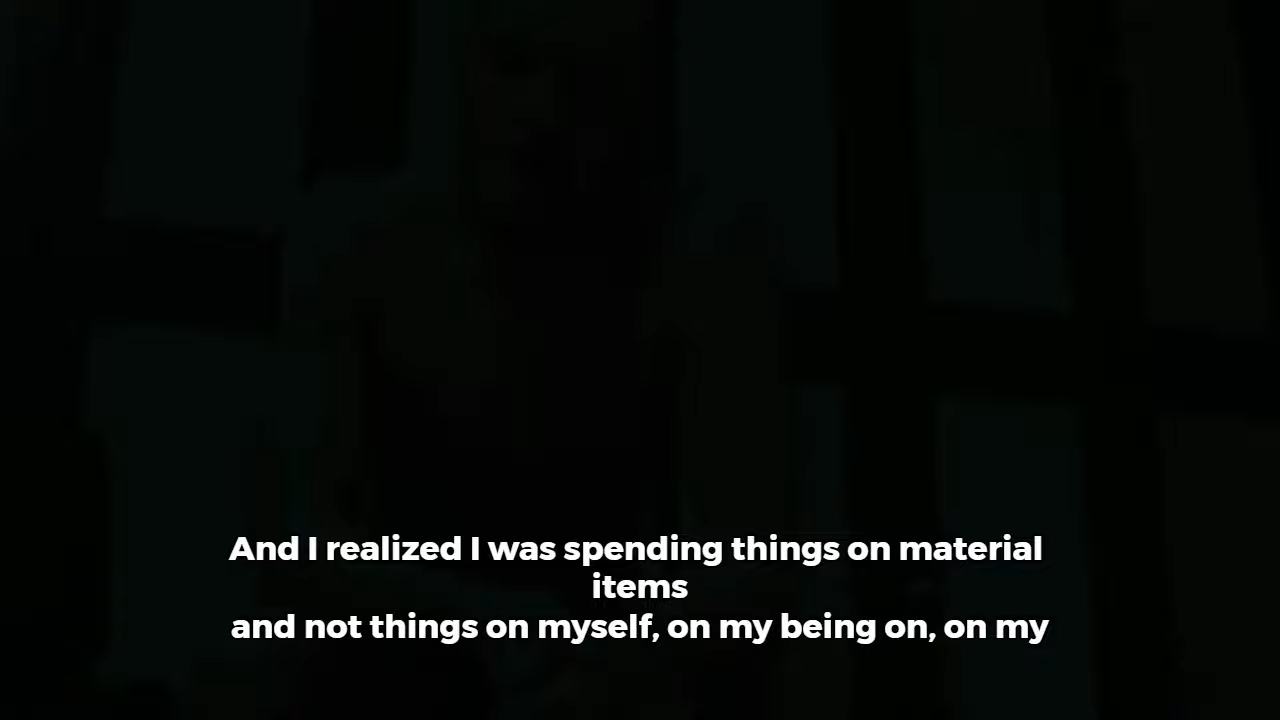 And I realized I was spending things on material
items
and not things on myself, on my being on, on my